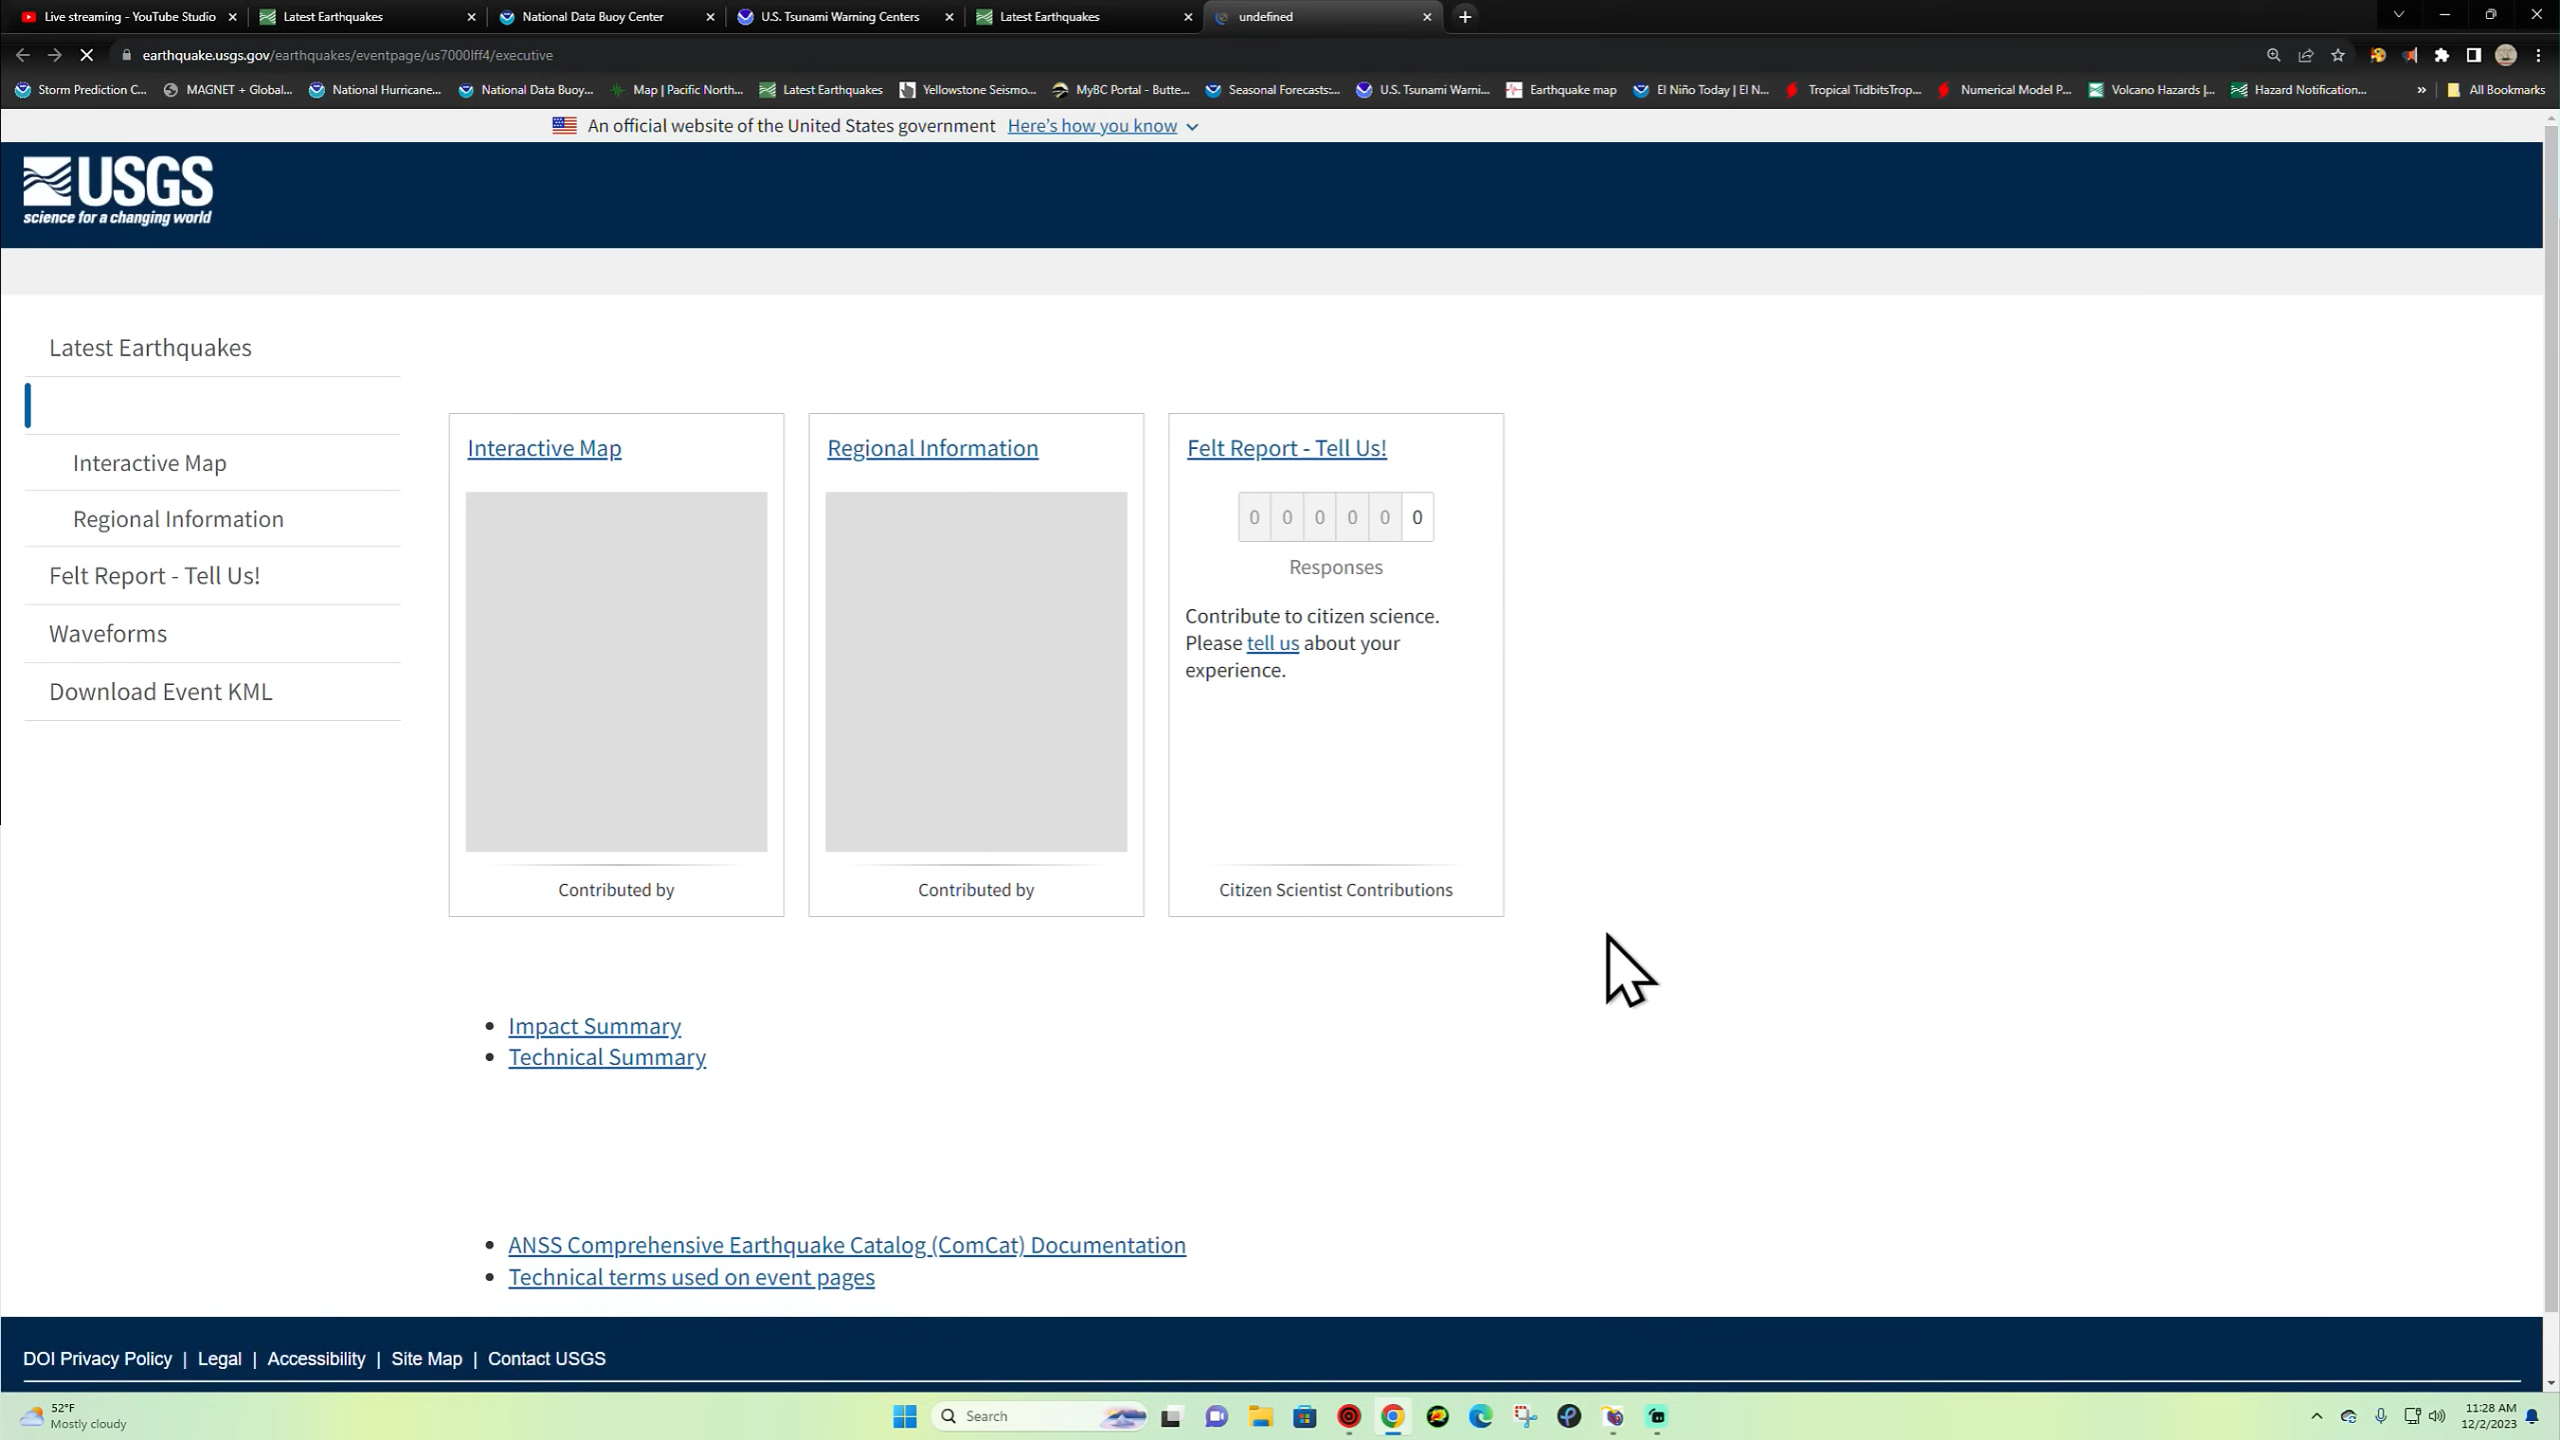 Live streaming - YouTube Studio
Latest Earthquakes
National Data Buoy Center
U.S. Tsunami Warning Centers
Latest Earthquakes
undefined
earthquake.usgs.gov/earthquakes/eventpage/us7000lff4/executive
Storm Prediction C...
MAGNET + Global...
National Hurricane...
National Data Buoy...
Map | Pacific North...
Latest Earthquakes
Yellowstone Seismo...
MyBC Portal - Butte...
Seasonal Forecasts:...
U.S. Tsunami Warni...
Earthquake map
El Niño Today | El N...
Tropical TidbitsTrop...
Numerical Model P...
Volcano Hazards |...
Hazard Notification...
»
All Bookmarks
An official website of the United States government Here's how you know
USGS
science for a changing world
Latest Earthquakes
Interactive Map
Regional Information
Felt Report - Tell Us!
Waveforms
Download Event KML
Interactive Map
Contributed by
Regional Information
Contributed by
Felt Report - Tell Us!
0 0 0 0 0 0
Responses
Contribute to citizen science.
Please tell us about your
experience.
Citizen Scientist Contributions
• Impact Summary
• Technical Summary
• ANSS Comprehensive Earthquake Catalog (ComCat) Documentation
• Technical terms used on event pages
DOI Privacy Policy | Legal | Accessibility | Site Map | Contact USGS
52°F
Mostly cloudy
Search
11:28 AM
12/2/2023